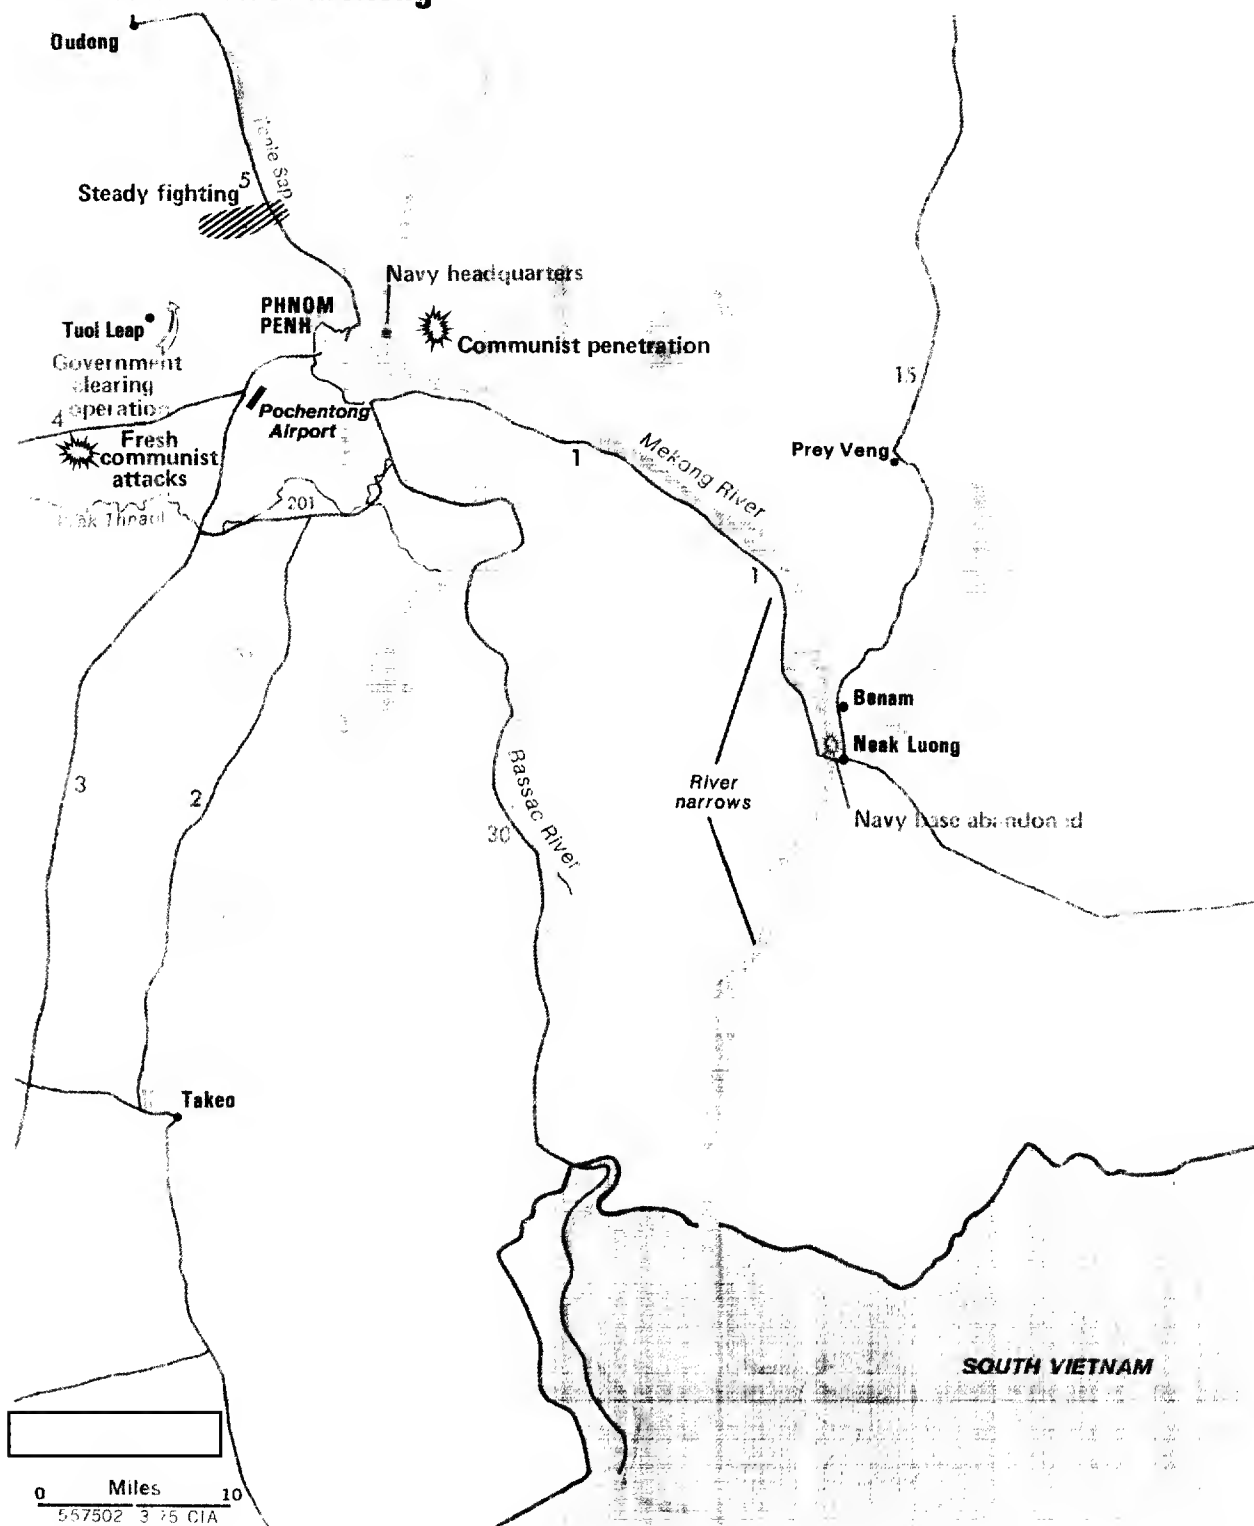 Oudong
Tonle Sap
5
Steady fighting
Navy headquarters
PHNOM
PENH
Tuol Leap
Communist penetration
Government
clearing
operation
4
Pochentong
Airport
Fresh
communist
attacks
15
1
Mekong River
Prey Veng
201
1
Banam
Neak Luong
River
narrows
Navy base abandoned
3
2
Bassac River
30
Takeo
SOUTH VIETNAM
0 Miles 10
557502 3-75 CIA